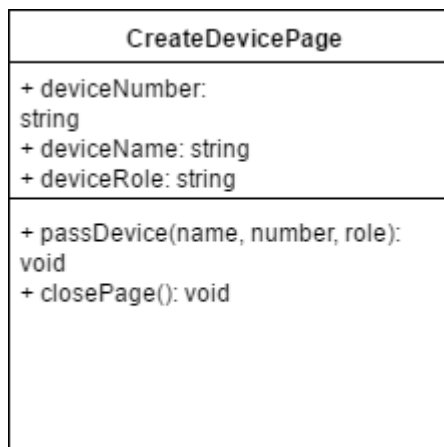 CreateDevicePage
+ deviceNumber:
string
+ deviceName: string
+ deviceRole: string
+ passDevice(name, number, role):
void
+ closePage(): void